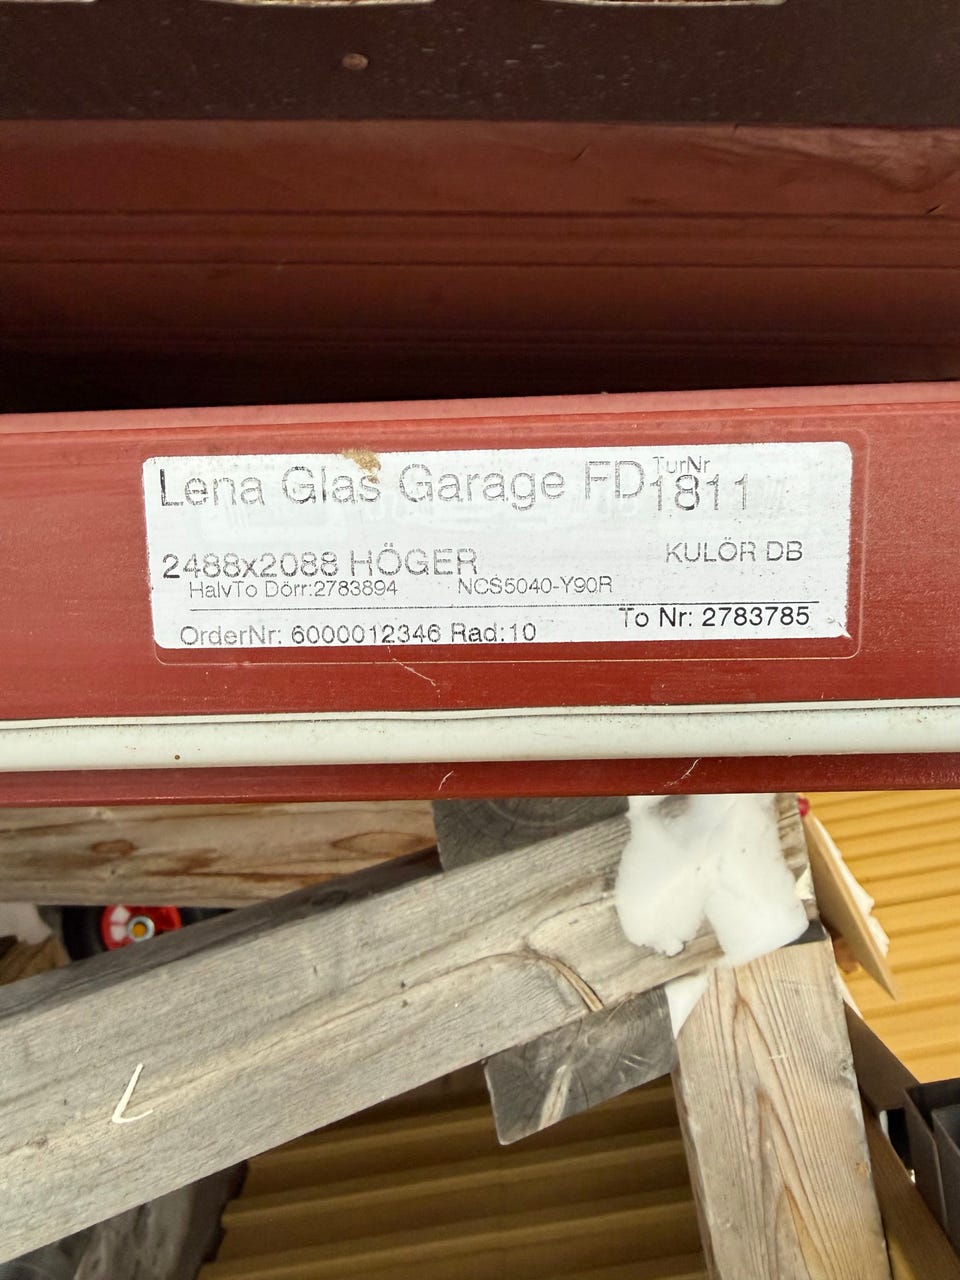 Lena Glas Garage FD TurNr
1811
2488x2088 HÖGER KULÖR DB
HalvTo Dörr:2783894 NCS5040-Y90R
OrderNr: 6000012346 Rad:10 To Nr: 2783785